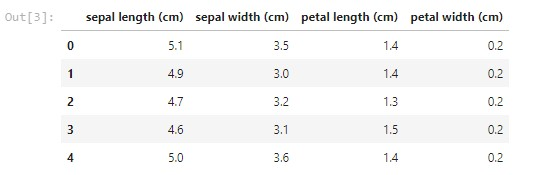 Out[3]: sepal length (cm) sepal width (cm) petal length (cm) petal width (cm)
0 5.1 3.5 1.4 0.2
1 4.9 3.0 1.4 0.2
2 4.7 3.2 1.3 0.2
3 4.6 3.1 1.5 0.2
4 5.0 3.6 1.4 0.2